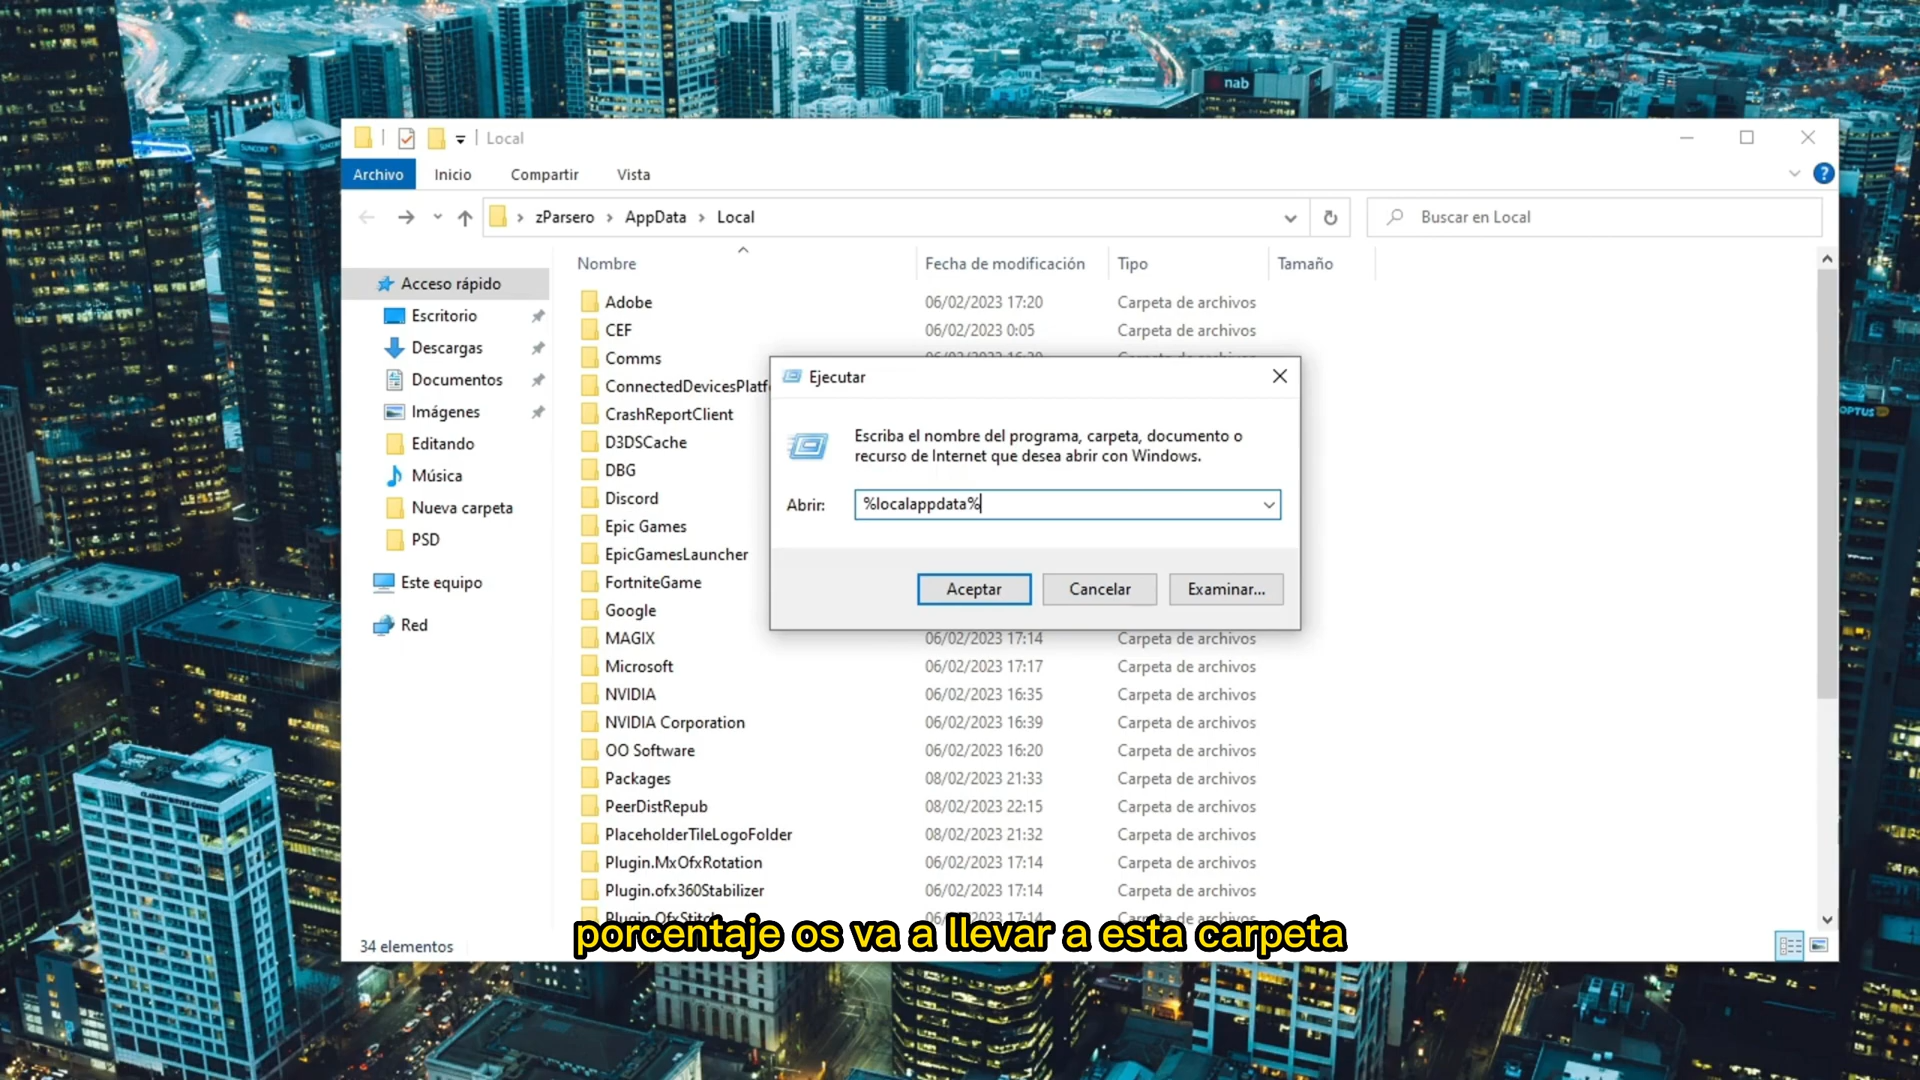 nab
SUNCORP
Local
Archivo
Inicio
Compartir
Vista
?
zParsero > AppData > Local
Buscar en Local
Nombre
Fecha de modificación
Tipo
Tamaño
Acceso rápido
Escritorio
Descargas
Documentos
Imágenes
Editando
Música
Nueva carpeta
PSD
Este equipo
Red
Adobe 06/02/2023 17:20 Carpeta de archivos
CEF 06/02/2023 0:05 Carpeta de archivos
Comms
ConnectedDevicesPlatf
CrashReportClient
D3DSCache
DBG
Discord
Epic Games
EpicGamesLauncher
FortniteGame
Google
MAGIX 06/02/2023 17:14 Carpeta de archivos
Microsoft 06/02/2023 17:17 Carpeta de archivos
NVIDIA 06/02/2023 16:35 Carpeta de archivos
NVIDIA Corporation 06/02/2023 16:39 Carpeta de archivos
OO Software 06/02/2023 16:20 Carpeta de archivos
Packages 08/02/2023 21:33 Carpeta de archivos
PeerDistRepub 08/02/2023 22:15 Carpeta de archivos
PlaceholderTileLogoFolder 08/02/2023 21:32 Carpeta de archivos
Plugin.MxOfxRotation 06/02/2023 17:14 Carpeta de archivos
Plugin.ofx360Stabilizer 06/02/2023 17:14 Carpeta de archivos
Ejecutar
Escriba el nombre del programa, carpeta, documento o
recurso de Internet que desea abrir con Windows.
Abrir: %localappdata%
Aceptar
Cancelar
Examinar...
OPTUS
porcentaje os va a llevar a esta carpeta
34 elementos